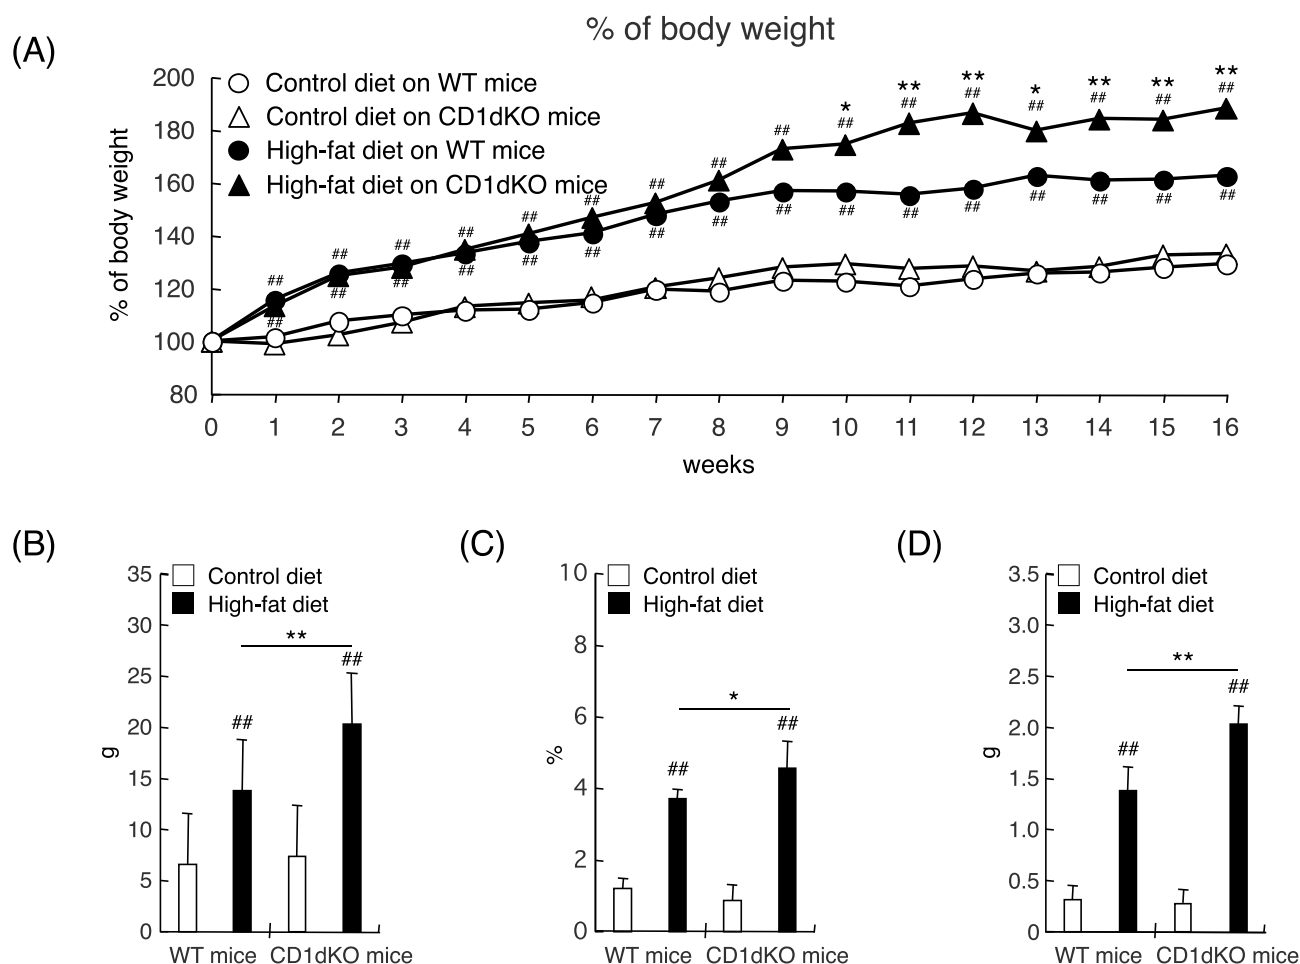 % of body weight
(A)
200
180
160
140
120
100
80
% of body weight
Control diet on WT mice
Control diet on CD1dKO mice
High-fat diet on WT mice
High-fat diet on CD1dKO mice
* ** ** * ** ** **
## ## ## ## ## ## ## ## ## ## ## ## ## ## ## ##
## ## ## ## ## ## ## ## ## ## ## ## ## ## ## ##
0 1 2 3 4 5 6 7 8 9 10 11 12 13 14 15 16
weeks
(B)
35
30
25
20
15
10
5
0
g
Control diet
High-fat diet
**
##
##
WT mice CD1dKO mice
(C)
10
8
6
4
2
0
%
Control diet
High-fat diet
*
##
##
WT mice CD1dKO mice
(D)
3.5
3.0
2.5
2.0
1.5
1.0
0.5
0
g
Control diet
High-fat diet
**
##
##
WT mice CD1dKO mice